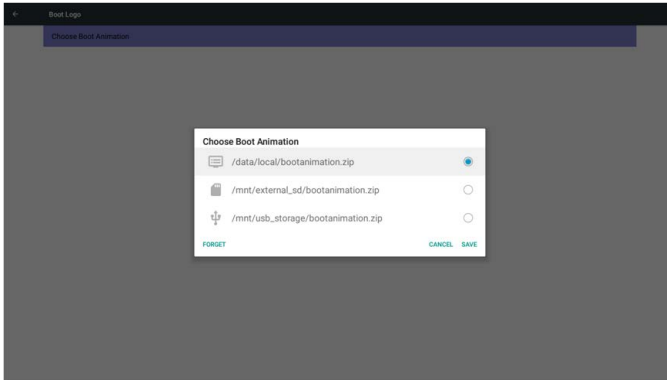 Boot Logo
Choose Boot Animation
Choose Boot Animation
/data/local/bootanimation.zip
/mnt/external_sd/bootanimation.zip
/mnt/usb_storage/bootanimation.zip
FORGET CANCEL SAVE